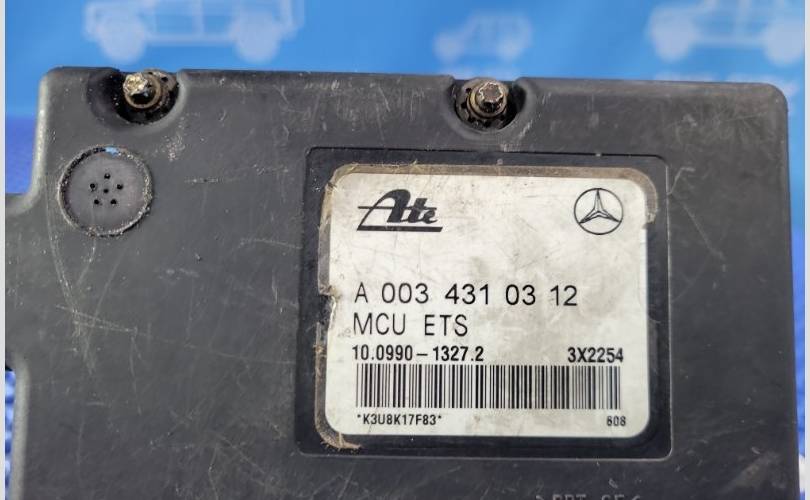 Ate
A 003 431 03 12
MCU ETS
10.0990-1327.2 3X2254
*K3U8K17F83* 608